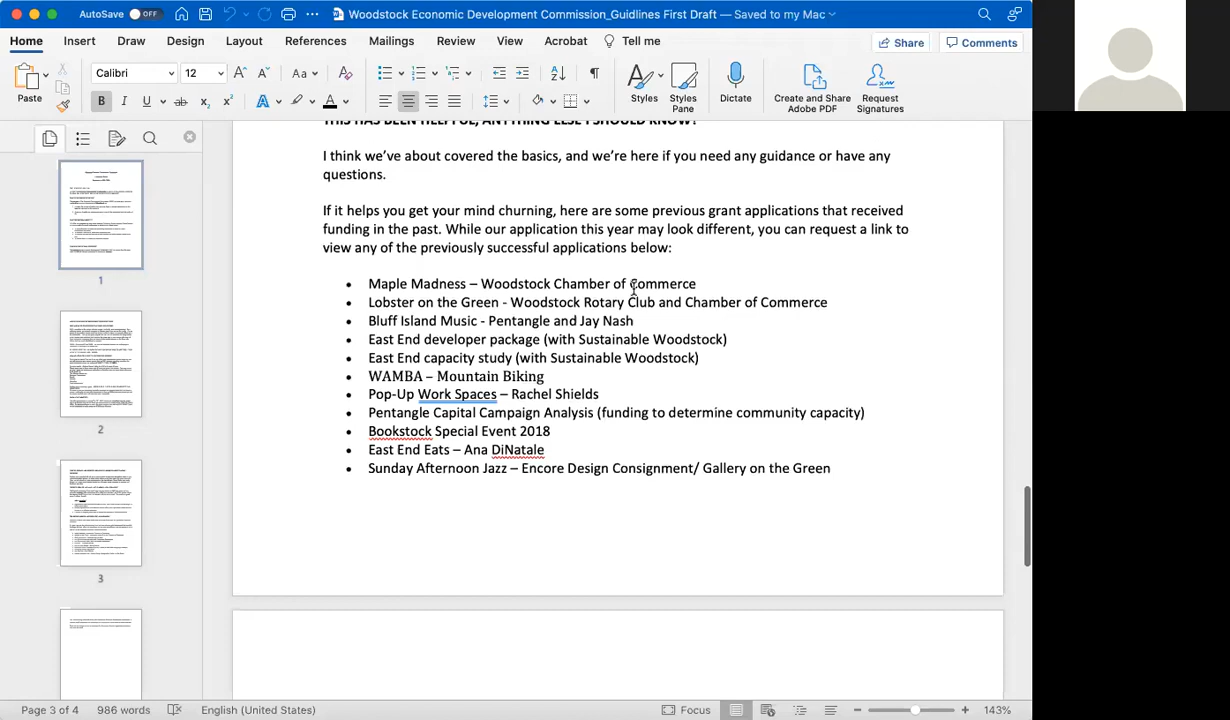 AutoSave OFF
Woodstock Economic Development Commission_Guidlines First Draft — Saved to my Mac
Home Insert Draw Design Layout References Mailings Review View Acrobat Tell me
Share Comments
Paste
Calibri 12
Styles
Styles Pane
Dictate
Create and Share Adobe PDF
Request Signatures
THIS HAS BEEN HELPFUL, ANYTHING ELSE I SHOULD KNOW?
I think we've about covered the basics, and we're here if you need any guidance or have any
questions.
If it helps you get your mind churning, here are some previous grant applications that received
funding in the past. While our application this year may look different, you can request a link to
view any of the previously successful applications below:
• Maple Madness – Woodstock Chamber of Commerce
• Lobster on the Green - Woodstock Rotary Club and Chamber of Commerce
• Bluff Island Music - Pentangle and Jay Nash
• East End developer package (with Sustainable Woodstock)
• East End capacity study (with Sustainable Woodstock)
• WAMBA – Mountain Biking
• Pop-Up Work Spaces – Rachel Shields
• Pentangle Capital Campaign Analysis (funding to determine community capacity)
• Bookstock Special Event 2018
• East End Eats – Ana DiNatale
• Sunday Afternoon Jazz – Encore Design Consignment/ Gallery on the Green
1
2
3
Page 3 of 4 986 words English (United States) Focus 143%